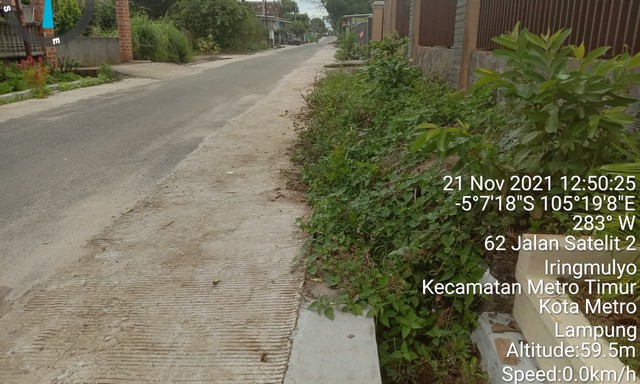 S
E
21 Nov 2021 12:50:25
-5°7'18"S 105°19'8"E
283° W
62 Jalan Satelit 2
Iringmulyo
Kecamatan Metro Timur
Kota Metro
Lampung
Altitude:59.5m
Speed:0.0km/h